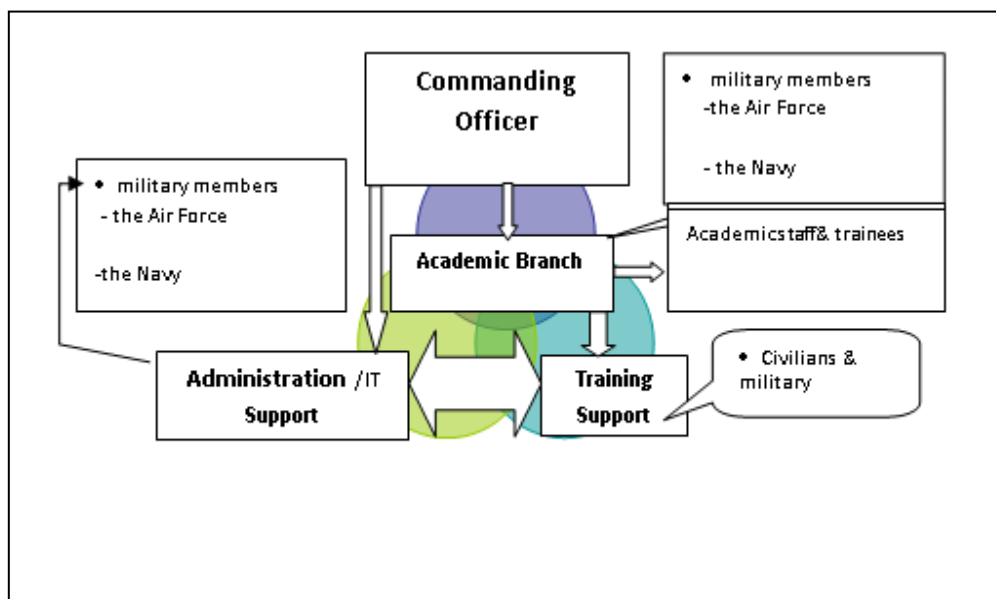 Commanding
Officer
• military members
-the Air Force
- the Navy
• military members
- the Air Force
-the Navy
Academicstaff& trainees
Academic Branch
Administration /IT
Support
Training
Support
• Civilians &
military